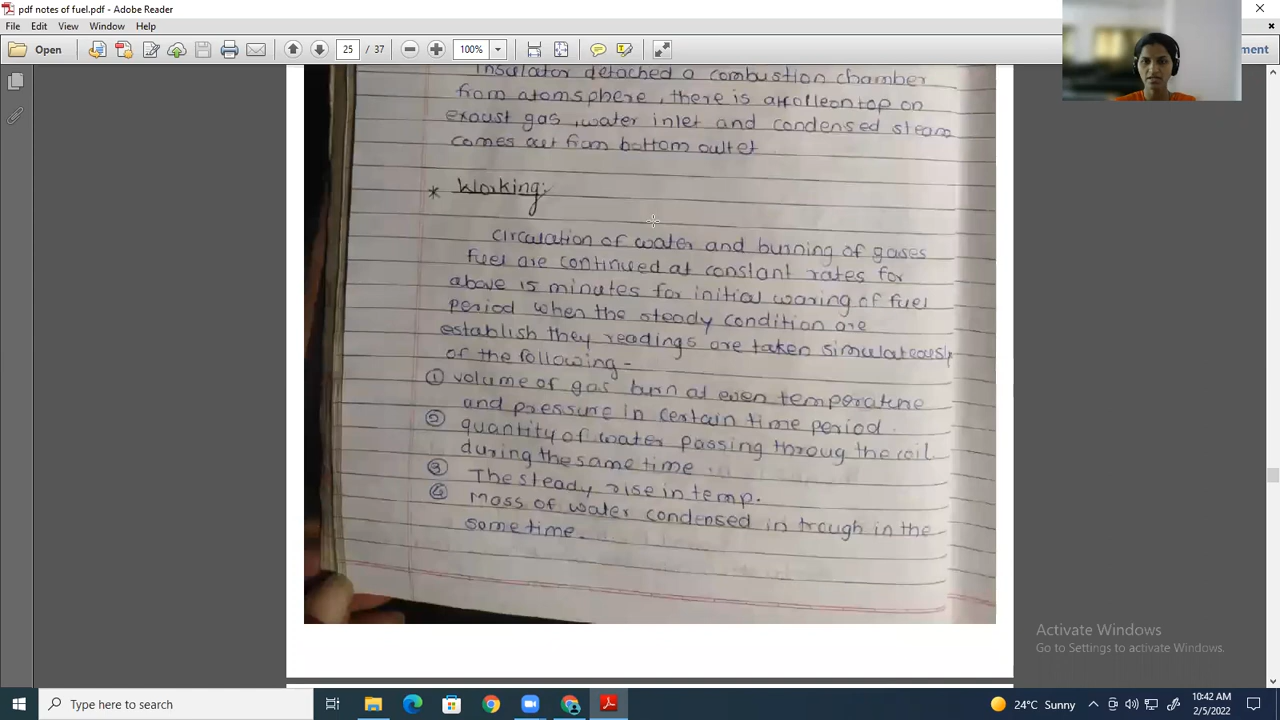 pdf notes of fuel.pdf - Adobe Reader
File Edit View Window Help
Open 25 / 37 100% ment
Insulator detached a combustion chamber
from atomsphere, there is on top on
exoust gas, water inlet and condensed steam
comes out from bottom oultet
* Working:
circulation of water and burning of gases
fuel are continued at constant rates for
above 15 minutes for initial waring of fuel
period when the steady condition are
establish they readings are taken simulateously
of the following -
① volume of gas burn at even temperature
and pressure in certain time period.
② quantity of water passing throug the coil
during the same time.
③ The steady rise in temp.
④ Mass of water condensed in trough in the
same time.
Activate Windows
Go to Settings to activate Windows.
Type here to search
24°C Sunny
10:42 AM
2/5/2022